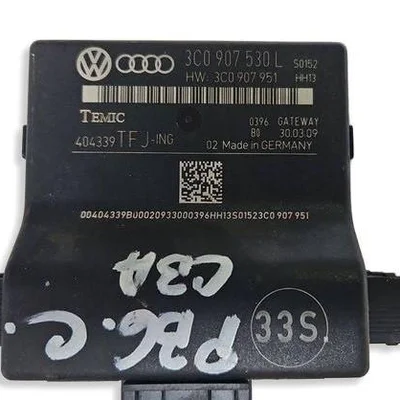 3C0 907 530 L S0152
HW: 3C0 907 951 HH13
TEMIC 0396 GATEWAY
404339 TFJ-ING B0 30.03.09
02 Made in GERMANY
00404339BU0020933000396HH13S01523C0 907 951
C3A
PBG.C.
33S